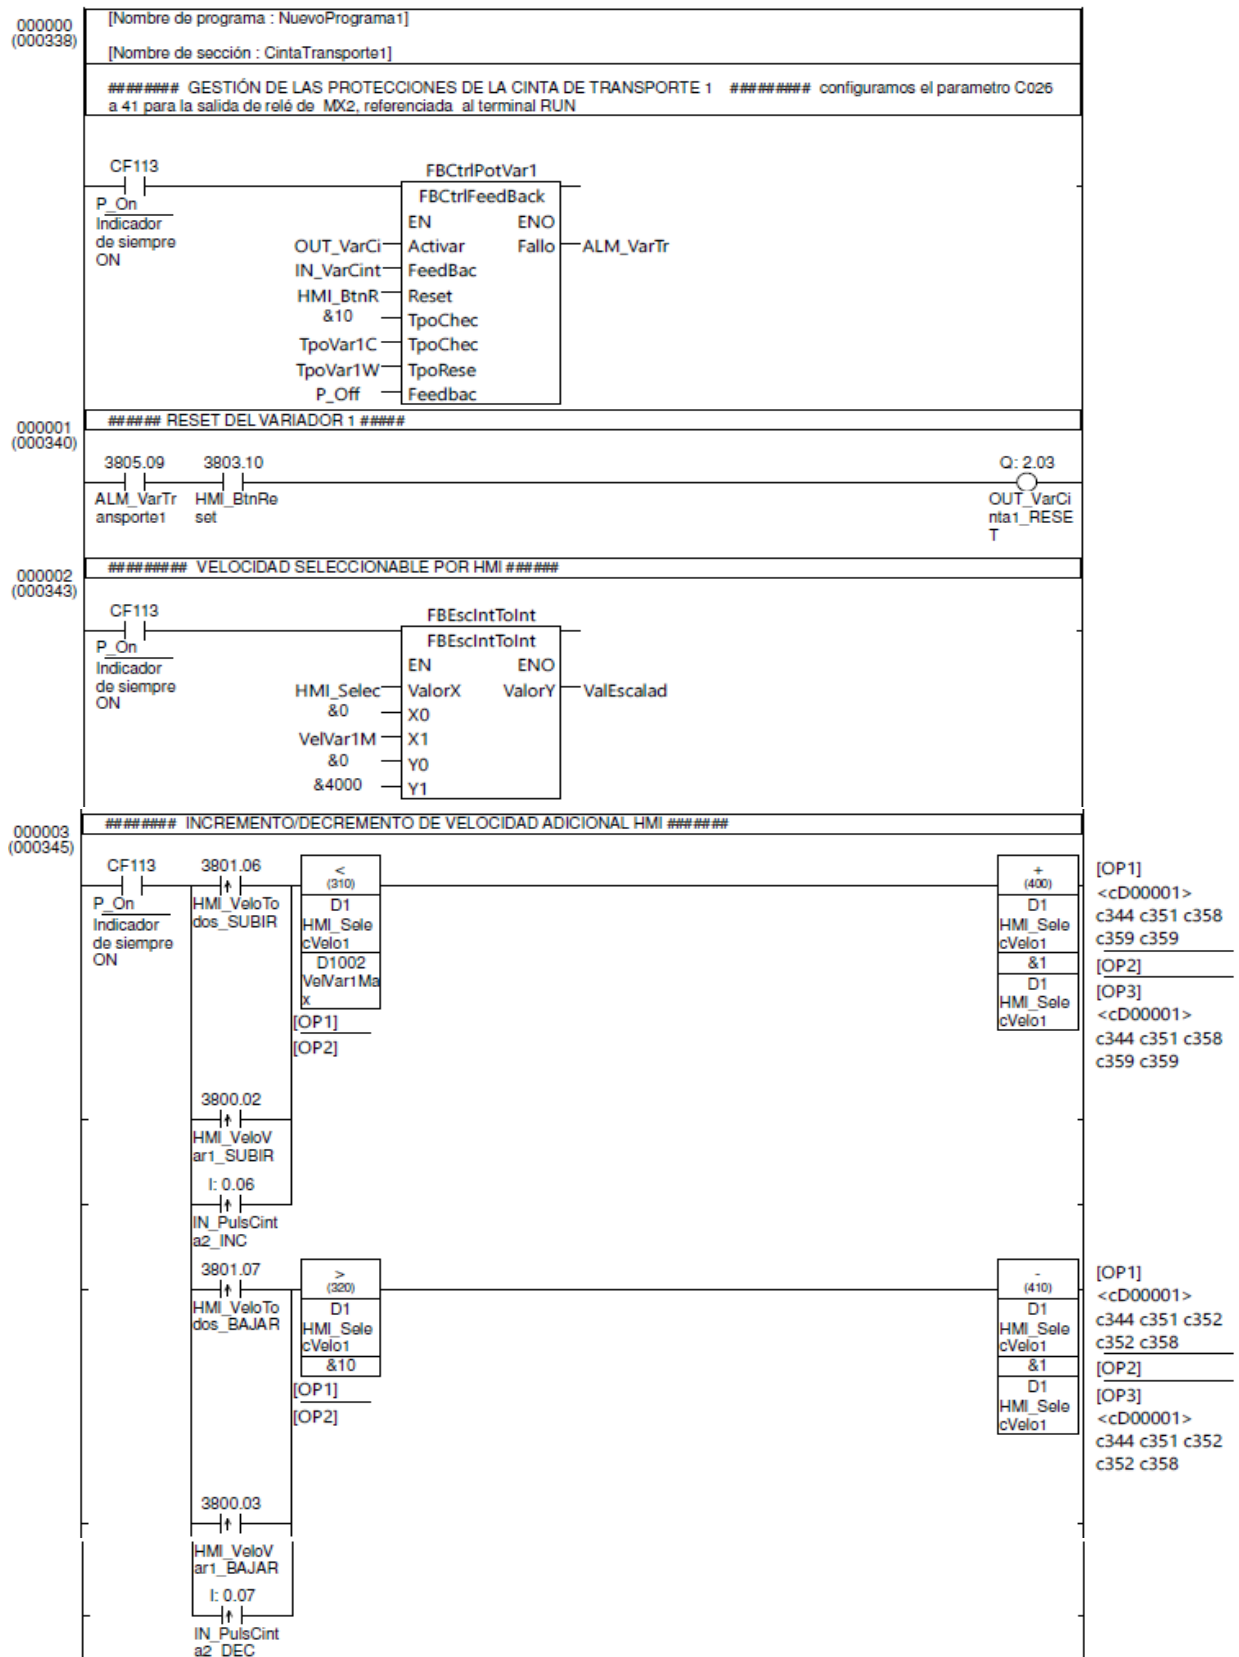 000000
(000338)
[Nombre de programa : NuevoPrograma1]
[Nombre de sección : CintaTransporte1]
######## GESTIÓN DE LAS PROTECCIONES DE LA CINTA DE TRANSPORTE 1 ######### configuramos el parametro C026
a 41 para la salida de relé de MX2, referenciada al terminal RUN
CF113
P_On
Indicador
de siempre
ON
FBCtrlPotVar1
FBCtrlFeedBack
EN ENO
OUT_VarCi Activar Fallo ALM_VarTr
IN_VarCint FeedBac
HMI_BtnR Reset
&10 TpoChec
TpoVar1C TpoChec
TpoVar1W TpoRese
P_Off Feedbac
000001
(000340)
###### RESET DEL VARIADOR 1 #####
3805.09 3803.10 Q: 2.03
ALM_VarTr
ansporte1
HMI_BtnRe
set
OUT_VarCi
nta1_RESE
T
000002
(000343)
######### VELOCIDAD SELECCIONABLE POR HMI ######
CF113
P_On
Indicador
de siempre
ON
FBEscIntToInt
FBEscIntToInt
EN ENO
HMI_Selec ValorX ValorY ValEscalad
&0 X0
VelVar1M X1
&0 Y0
&4000 Y1
000003
(000345)
######## INCREMENTO/DECREMENTO DE VELOCIDAD ADICIONAL HMI #######
CF113
P_On
Indicador
de siempre
ON
3801.06
HMI_VeloTo
dos_SUBIR
<
(310)
D1
HMI_Sele
cVelo1
D1002
VelVar1Ma
x
[OP1]
[OP2]
+
(400)
D1
HMI_Sele
cVelo1
&1
D1
HMI_Sele
cVelo1
[OP1]
<cD00001>
c344 c351 c358
c359 c359
[OP2]
[OP3]
<cD00001>
c344 c351 c358
c359 c359
3800.02
HMI_VeloV
ar1_SUBIR
I: 0.06
IN_PulsCint
a2_INC
3801.07
HMI_VeloTo
dos_BAJAR
>
(320)
D1
HMI_Sele
cVelo1
&10
[OP1]
[OP2]
-
(410)
D1
HMI_Sele
cVelo1
&1
D1
HMI_Sele
cVelo1
[OP1]
<cD00001>
c344 c351 c352
c352 c358
[OP2]
[OP3]
<cD00001>
c344 c351 c352
c352 c358
3800.03
HMI_VeloV
ar1_BAJAR
I: 0.07
IN_PulsCint
a2_DEC